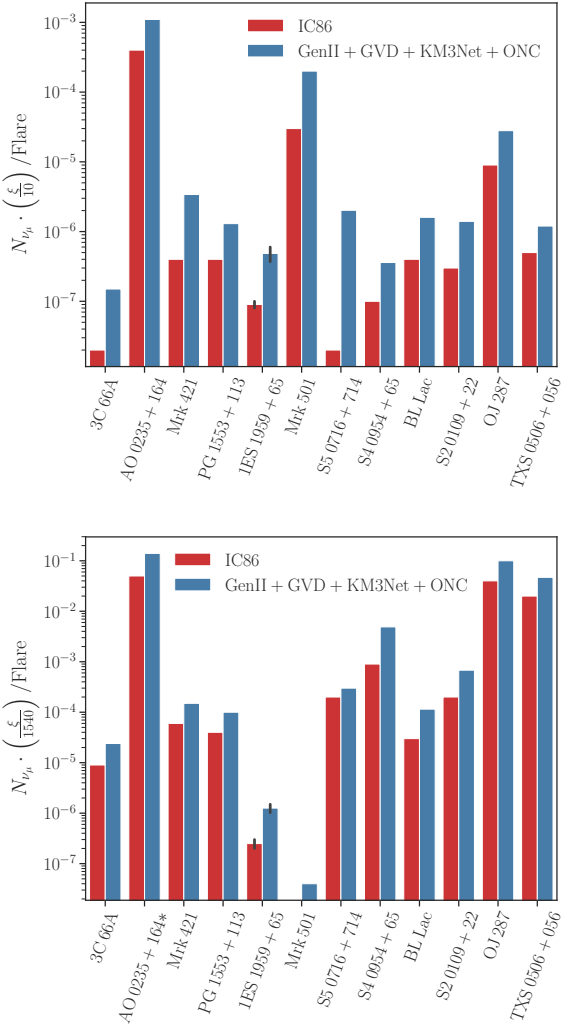 IC86
GenII + GVD + KM3Net + ONC
10⁻³
10⁻⁴
10⁻⁵
10⁻⁶
10⁻⁷
N_{ν_μ} · (ξ/10) /Flare
3C 66A
AO 0235 + 164
Mrk 421
PG 1553 + 113
1ES 1959 + 65
Mrk 501
S5 0716 + 714
S4 0954 + 65
BL Lac
S2 0109 + 22
OJ 287
TXS 0506 + 056
IC86
GenII + GVD + KM3Net + ONC
10⁻¹
10⁻²
10⁻³
10⁻⁴
10⁻⁵
10⁻⁶
10⁻⁷
N_{ν_μ} · (ξ/1540) /Flare
3C 66A
AO 0235 + 164*
Mrk 421
PG 1553 + 113
1ES 1959 + 65
Mrk 501
S5 0716 + 714
S4 0954 + 65
BL Lac
S2 0109 + 22
OJ 287
TXS 0506 + 056